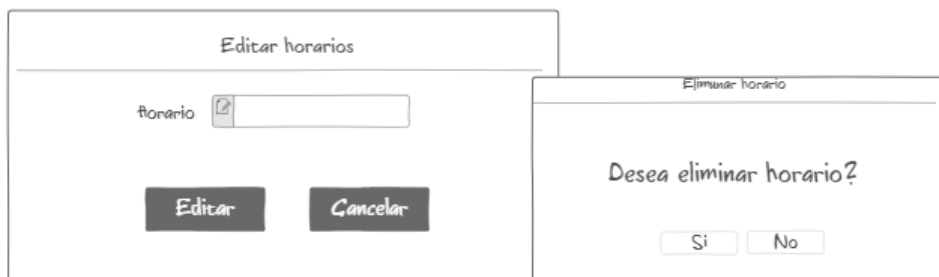 Editar horarios
Horario
Editar
Cancelar
Eliminar horario
Desea eliminar horario?
Si
No